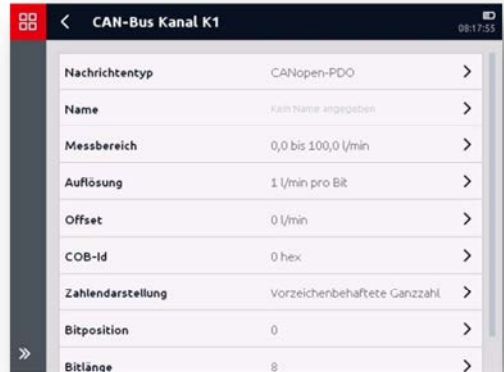 CAN-Bus Kanal K1
08:17:55
Nachrichtentyp CANopen-PDO
Name Kein Name angegeben
Messbereich 0,0 bis 100,0 l/min
Auflösung 1 l/min pro Bit
Offset 0 l/min
COB-Id 0 hex
Zahlendarstellung Vorzeichenbehaftete Ganzzahl
Bitposition 0
Bitlänge 8